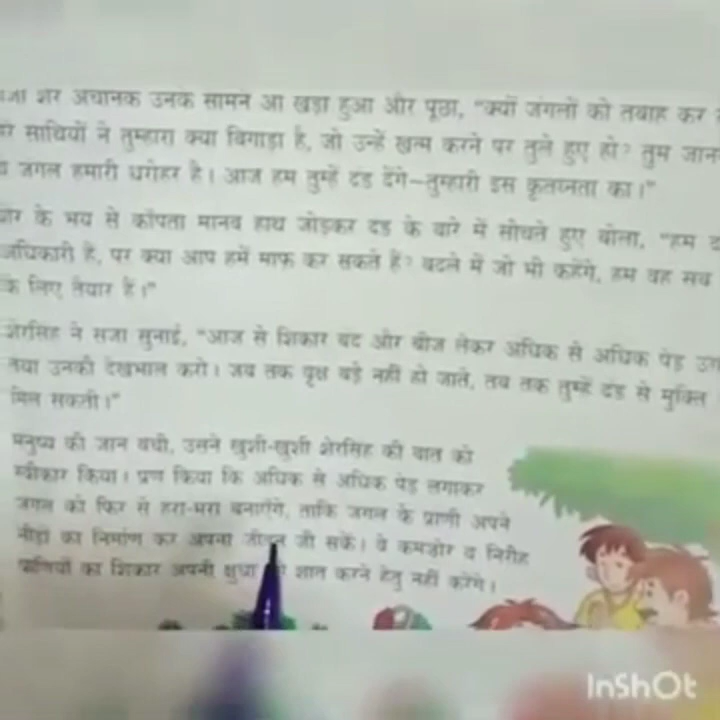 शेर अचानक उनके सामने आ खड़ा हुआ और पूछा, "क्यों जंगलों को तबाह कर
साथियों ने तुम्हारा क्या बिगाड़ा है, जो उन्हें खत्म करने पर तुले हुए हो? तुम
जंगल हमारी धरोहर है। आज हम तुम्हें दंड देंगे—तुम्हारी इस कृतघ्नता का।"
शेर के भय से काँपता मानव हाथ जोड़कर दंड के बारे में सोचते हुए बोला, "हम
अधिकारी हैं, पर क्या आप हमें माफ़ कर सकते हैं? बदले में जो भी कहेंगे, हम वह सब
के लिए तैयार हैं।"
शेरसिंह ने सजा सुनाई, "आज से शिकार बंद और बीज लेकर अधिक से अधिक पेड़
तथा उनकी देखभाल करो। जब तक वृक्ष बड़े नहीं हो जाते, तब तक तुम्हें दंड से मुक्ति
मिल सकती।"
मनुष्य की जान बची, उसने खुशी-खुशी शेरसिंह की बात को
स्वीकार किया। प्रण किया कि अधिक से अधिक पेड़ लगाकर
जंगल को फिर से हरा-भरा बनाएँगे, ताकि जंगल के प्राणी अपने
नीड़ों का निर्माण कर अपना जीवन जी सकें। वे कमज़ोर व निरीह
प्राणियों का शिकार अपनी क्षुधा शांत करने हेतु नहीं करेंगे।
InShOt